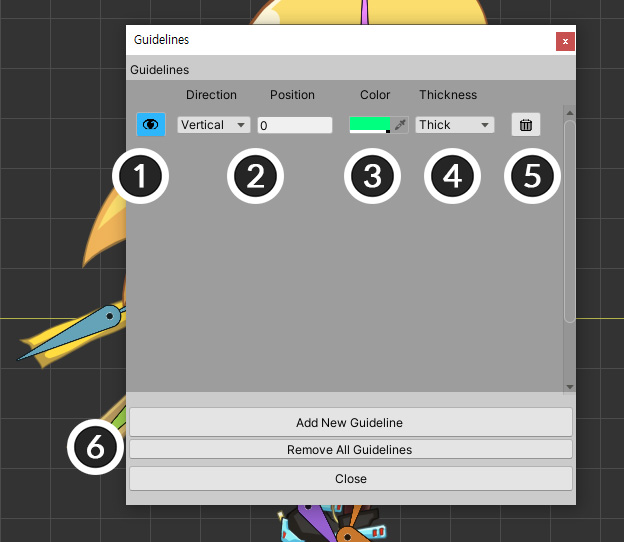 Guidelines
x
Guidelines
Direction Position Color Thickness
Vertical 0 Thick
1 2 3 4 5
Add New Guideline
6
Remove All Guidelines
Close